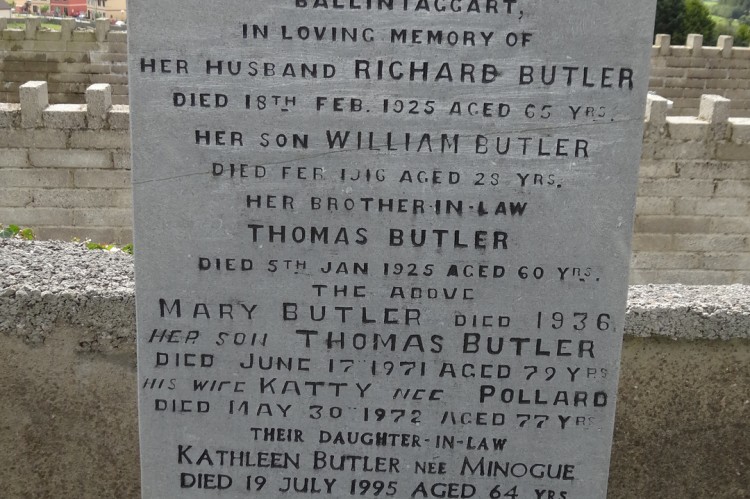 BALLINTAGGART,
IN LOVING MEMORY OF
HER HUSBAND RICHARD BUTLER
DIED 18TH FEB. 1925 AGED 65 YRS.
HER SON WILLIAM BUTLER
DIED FEB 1916 AGED 28 YRS.
HER BROTHER-IN-LAW
THOMAS BUTLER
DIED 5TH JAN 1925 AGED 60 YRS.
THE ABOVE
MARY BUTLER DIED 1936
HER SON THOMAS BUTLER
DIED JUNE 17 1971 AGED 79 YRS
HIS WIFE KATTY NEE POLLARD
DIED MAY 30 1972 AGED 77 YRS
THEIR DAUGHTER-IN-LAW
KATHLEEN BUTLER NÉE MINOGUE
DIED 19 JULY 1995 AGED 64 YRS